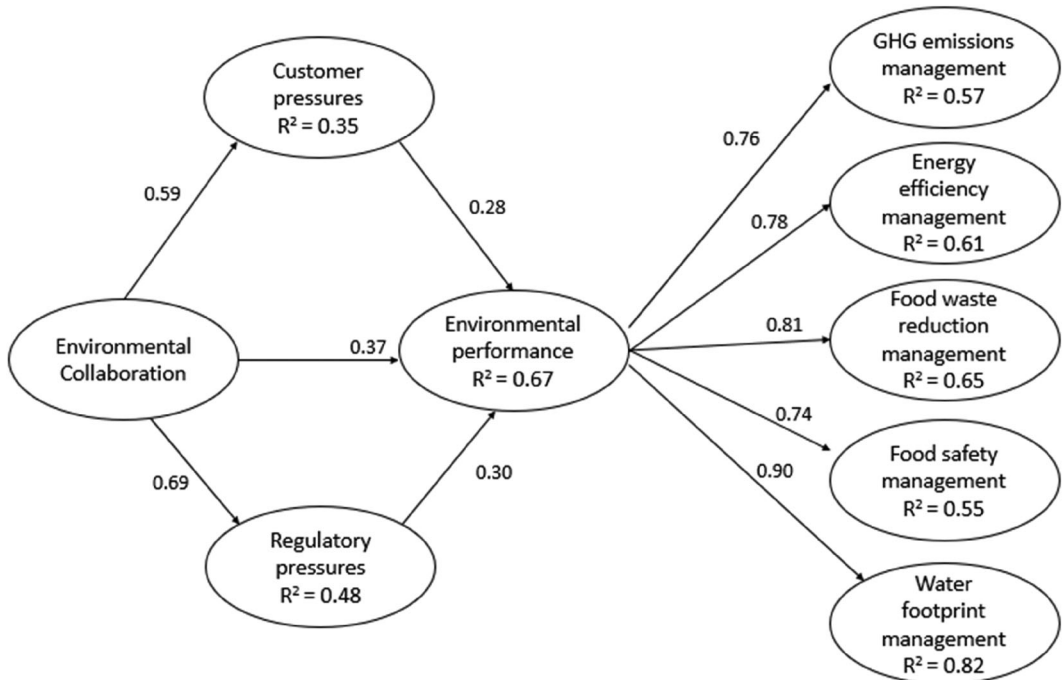 Customer
pressures
R² = 0.35
0.59
0.28
Environmental
Collaboration
0.37
Environmental
performance
R² = 0.67
0.69
0.30
Regulatory
pressures
R² = 0.48
0.76
0.78
0.81
0.74
0.90
GHG emissions
management
R² = 0.57
Energy
efficiency
management
R² = 0.61
Food waste
reduction
management
R² = 0.65
Food safety
management
R² = 0.55
Water
footprint
management
R² = 0.82